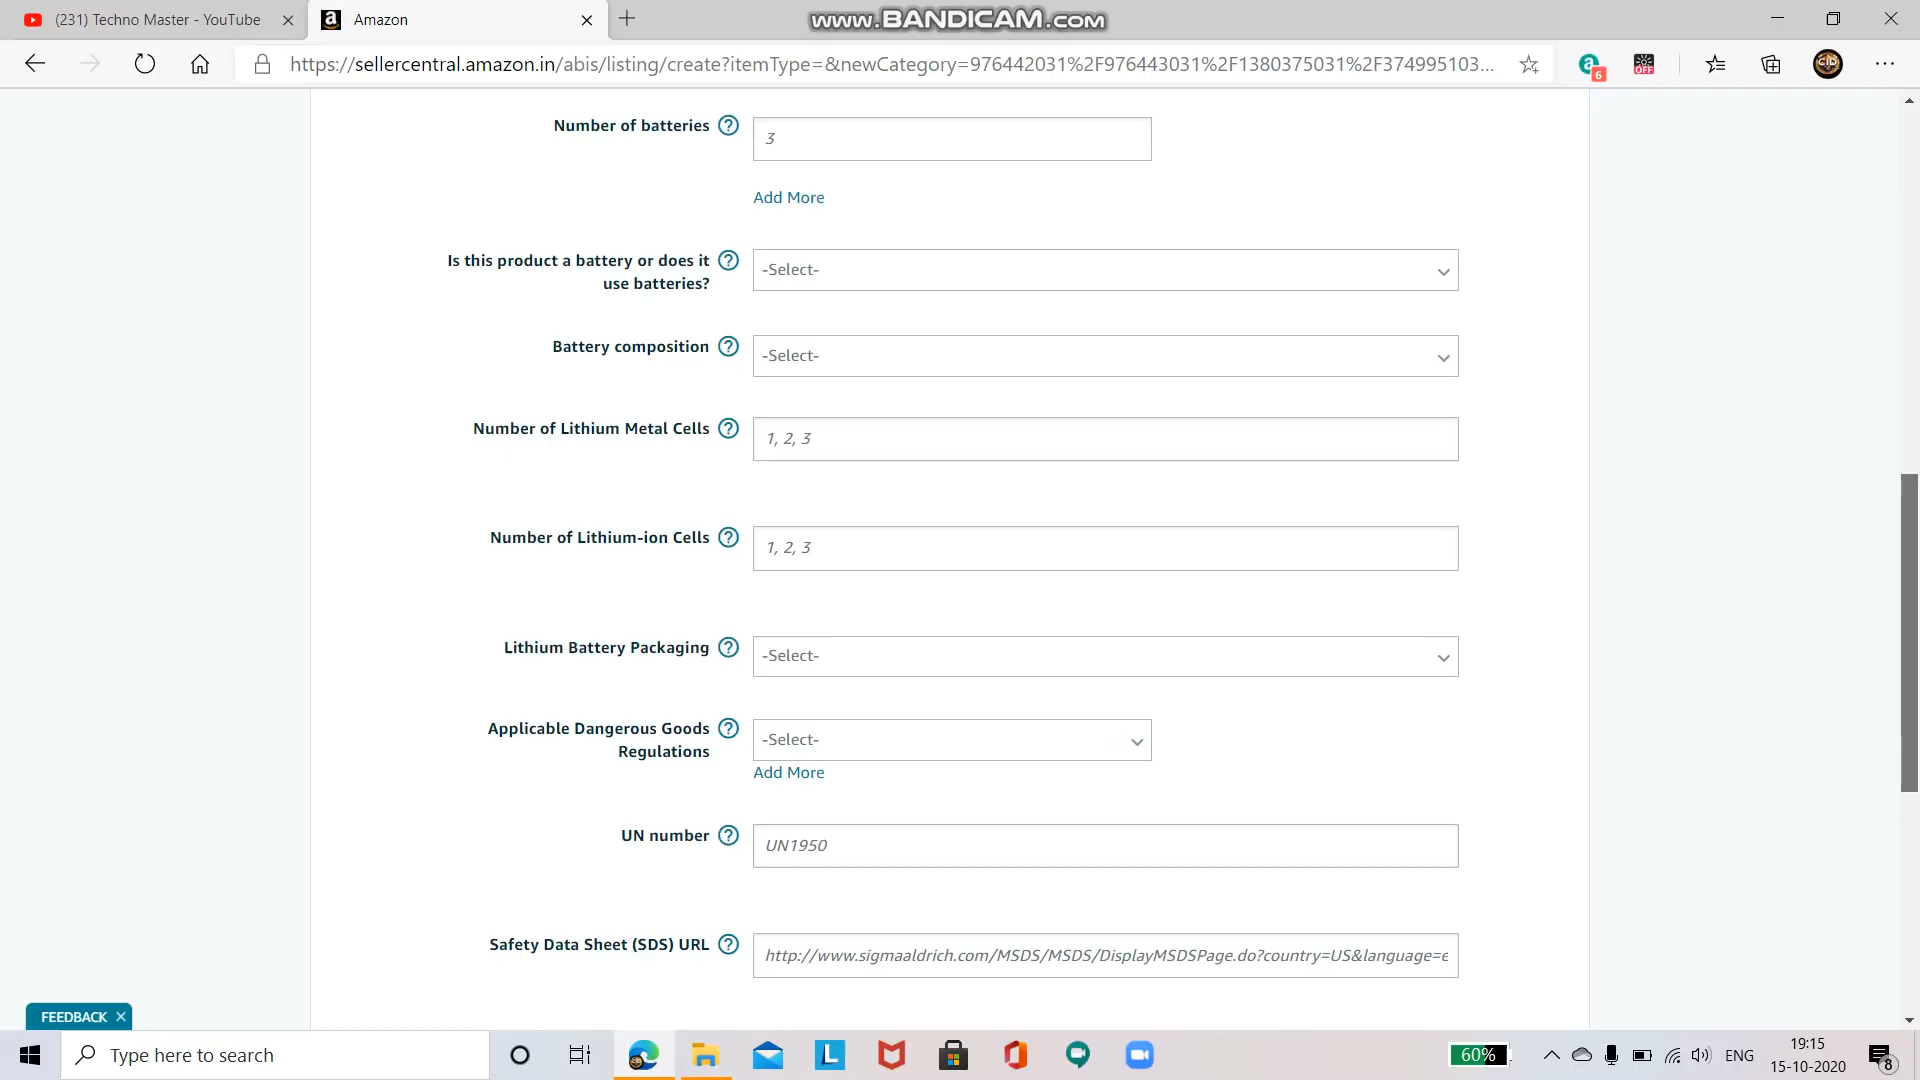 (231) Techno Master - YouTube
Amazon
www.BANDICAM.com
https://sellercentral.amazon.in/abis/listing/create?itemType=&newCategory=976442031%2F976443031%2F1380375031%2F374995103...
6
OFF
CID
Number of batteries
3
Add More
Is this product a battery or does it
use batteries?
-Select-
Battery composition
-Select-
Number of Lithium Metal Cells
1, 2, 3
Number of Lithium-ion Cells
1, 2, 3
Lithium Battery Packaging
-Select-
Applicable Dangerous Goods
Regulations
-Select-
Add More
UN number
UN1950
Safety Data Sheet (SDS) URL
http://www.sigmaaldrich.com/MSDS/MSDS/DisplayMSDSPage.do?country=US&language=e
FEEDBACK
Type here to search
60%
ENG
19:15
15-10-2020
8